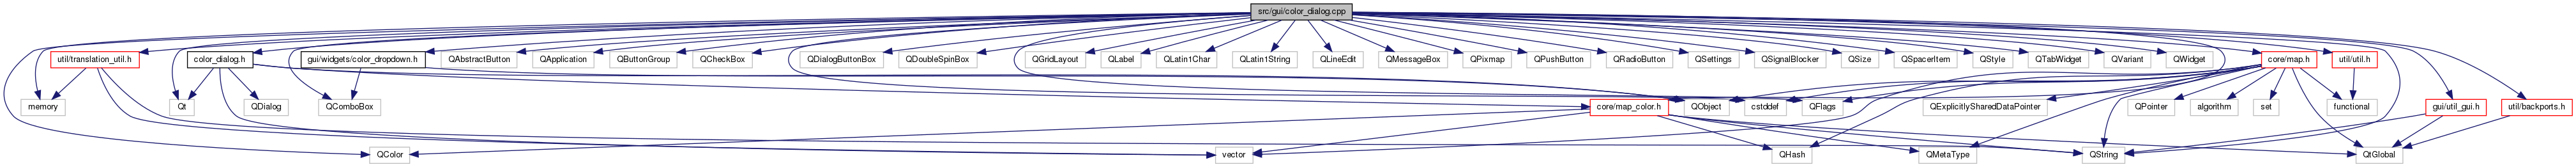 src/gui/color_dialog.cpp
util/translation_util.h
color_dialog.h
gui/widgets/color_dropdown.h
QAbstractButton
QApplication
QButtonGroup
QCheckBox
QDialogButtonBox
QDoubleSpinBox
QGridLayout
QLabel
QLatin1Char
QLatin1String
QLineEdit
QMessageBox
QPixmap
QPushButton
QRadioButton
QSettings
QSignalBlocker
QSize
QSpacerItem
QStyle
QTabWidget
QVariant
QWidget
core/map.h
util/util.h
memory
Qt
QDialog
QComboBox
core/map_color.h
QObject
cstddef
QFlags
QExplicitlySharedDataPointer
QPointer
algorithm
set
functional
gui/util_gui.h
util/backports.h
QColor
vector
QHash
QMetaType
QString
QtGlobal